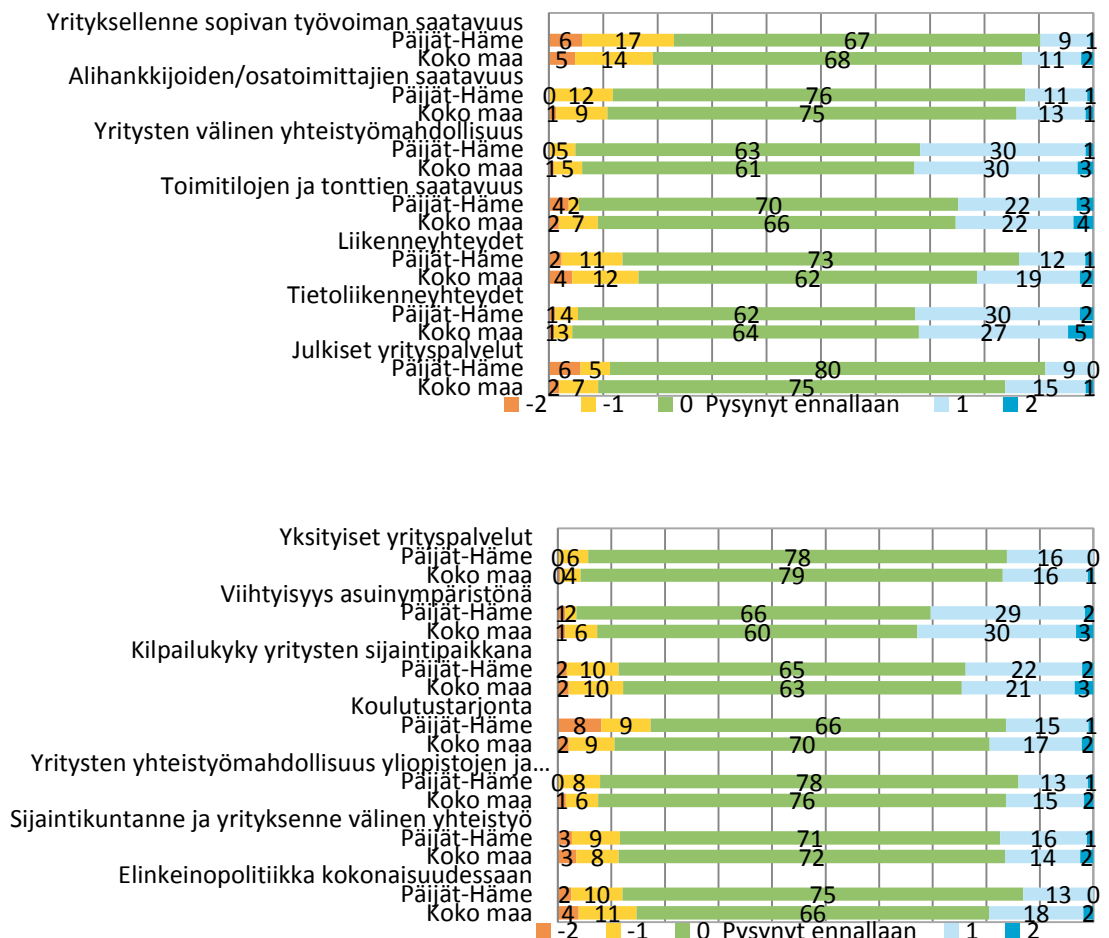 Yrityksellenne sopivan työvoiman saatavuus
Päijät-Häme 6 17 67 9 1
Koko maa 5 14 68 11 2
Alihankkijoiden/osatoimittajien saatavuus
Päijät-Häme 0 12 76 11 1
Koko maa 1 9 75 13 1
Yritysten välinen yhteistyömahdollisuus
Päijät-Häme 0 5 63 30 1
Koko maa 1 5 61 30 3
Toimitilojen ja tonttien saatavuus
Päijät-Häme 4 2 70 22 3
Koko maa 2 7 66 22 4
Liikenneyhteydet
Päijät-Häme 2 11 73 12 1
Koko maa 4 12 62 19 2
Tietoliikenneyhteydet
Päijät-Häme 1 4 62 30 2
Koko maa 1 3 64 27 5
Julkiset yrityspalvelut
Päijät-Häme 6 5 80 9 0
Koko maa 2 7 75 15 1
-2 -1 0 Pysynyt ennallaan 1 2
Yksityiset yrityspalvelut
Päijät-Häme 0 6 78 16 0
Koko maa 0 4 79 16 1
Viihtyisyys asuinympäristönä
Päijät-Häme 1 2 66 29 2
Koko maa 1 6 60 30 3
Kilpailukyky yritysten sijaintipaikkana
Päijät-Häme 2 10 65 22 2
Koko maa 2 10 63 21 3
Koulutustarjonta
Päijät-Häme 8 9 66 15 1
Koko maa 2 9 70 17 2
Yritysten yhteistyömahdollisuus yliopistojen ja...
Päijät-Häme 0 8 78 13 1
Koko maa 1 6 76 15 2
Sijaintikuntanne ja yrityksenne välinen yhteistyö
Päijät-Häme 3 9 71 16 1
Koko maa 3 8 72 14 2
Elinkeinopolitiikka kokonaisuudessaan
Päijät-Häme 2 10 75 13 0
Koko maa 4 11 66 18 2
-2 -1 0 Pysynyt ennallaan 1 2